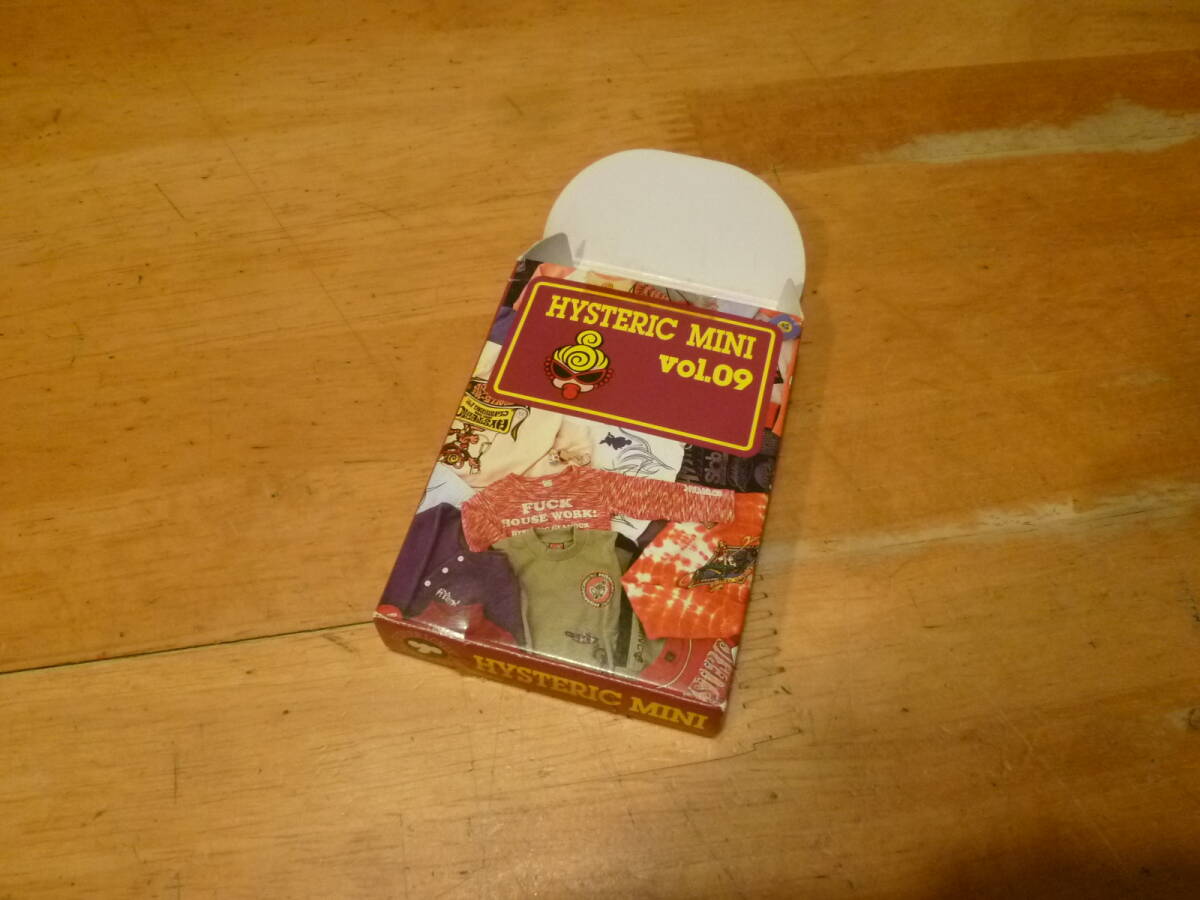 HYSTERIC MINI
vol.09
FUCK
HOUSE WORK!
HYSTERIC MINI